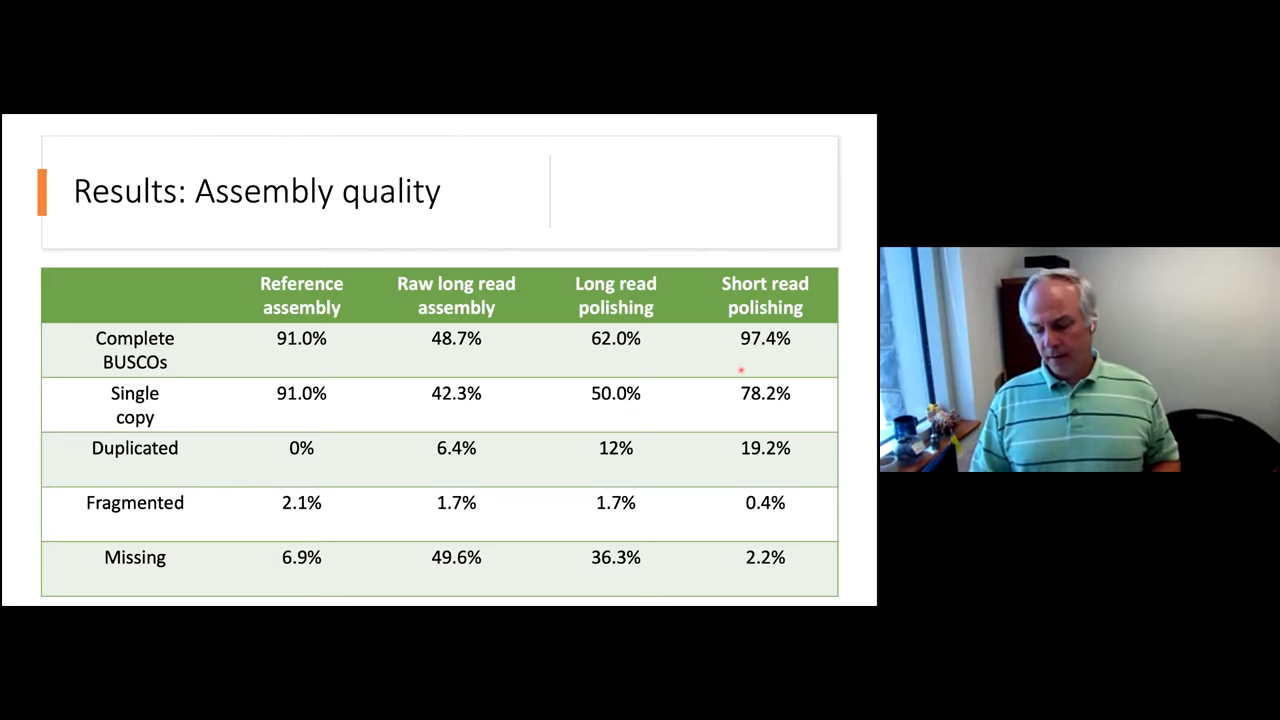 Results: Assembly quality
Reference assembly
Raw long read assembly
Long read polishing
Short read polishing
Complete BUSCOs 91.0% 48.7% 62.0% 97.4%
Single copy 91.0% 42.3% 50.0% 78.2%
Duplicated 0% 6.4% 12% 19.2%
Fragmented 2.1% 1.7% 1.7% 0.4%
Missing 6.9% 49.6% 36.3% 2.2%